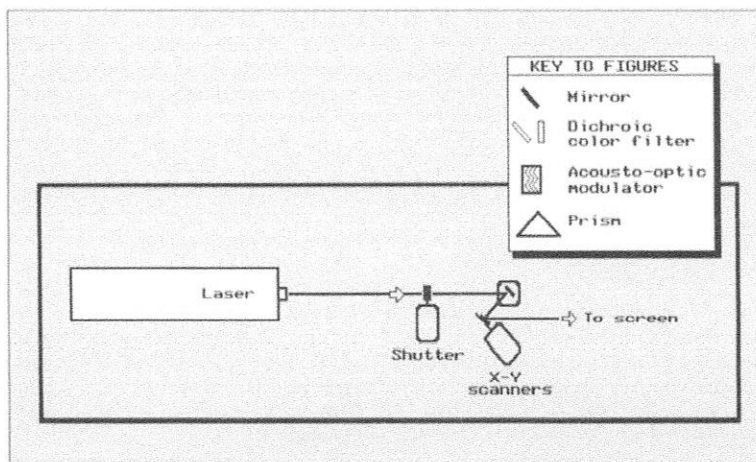 KEY TO FIGURES
Mirror
Dichroic
color filter
Acousto-optic
modulator
Prism
Laser
To screen
Shutter
X-Y
scanners